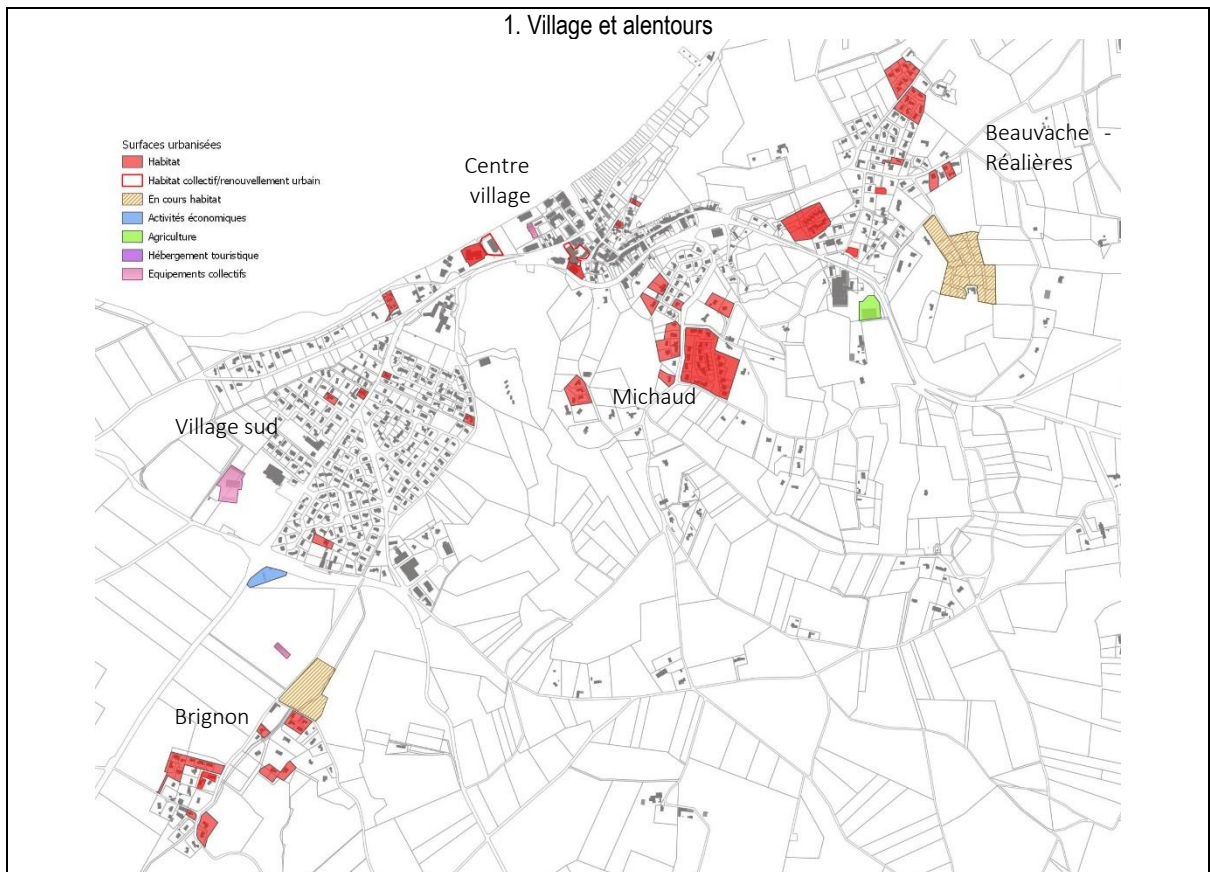 1. Village et alentours
Surfaces urbanisées
Habitat
Habitat collectif/renouvellement urbain
En cours habitat
Activités économiques
Agriculture
Hébergement touristique
Equipements collectifs
Centre
village
Beauvache -
Réalières
Michaud
Village sud
Brignon